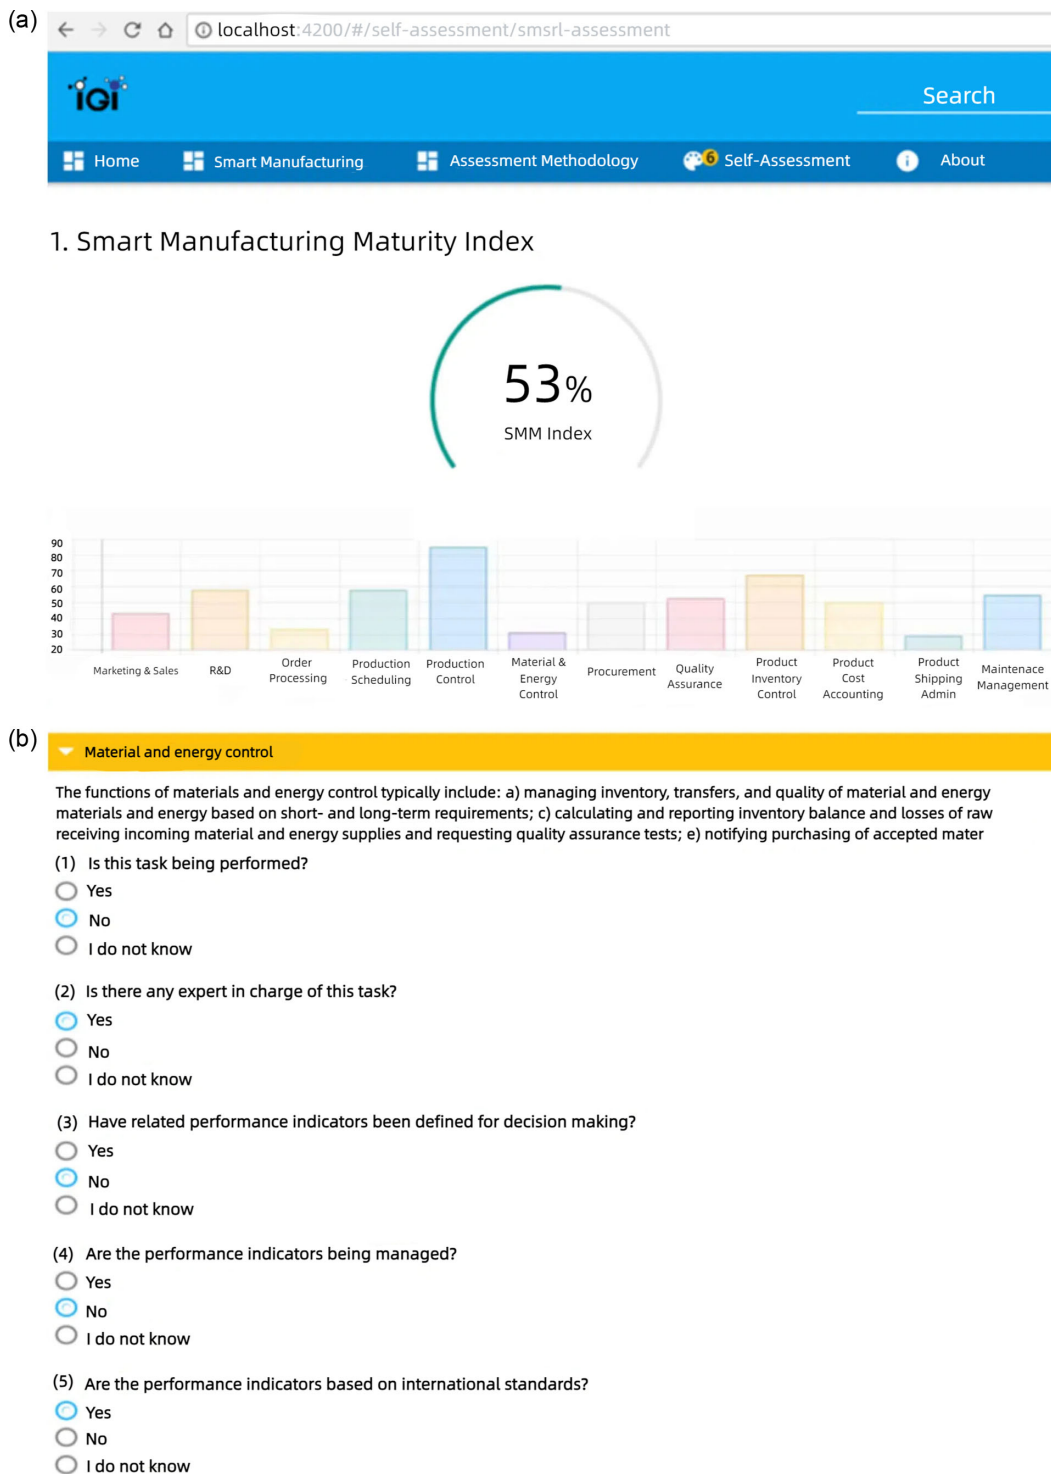 (a)
localhost:4200/#/self-assessment/smsrl-assessment
iGi
Search
Home Smart Manufacturing Assessment Methodology 6 Self-Assessment About
1. Smart Manufacturing Maturity Index
53%
SMM Index
90
80
70
60
50
40
30
20
Marketing & Sales
R&D
Order
Processing
Production
Scheduling
Production
Control
Material &
Energy
Control
Procurement
Quality
Assurance
Product
Inventory
Control
Product
Cost
Accounting
Product
Shipping
Admin
Maintenace
Management
(b)
Material and energy control
The functions of materials and energy control typically include: a) managing inventory, transfers, and quality of material and energy
materials and energy based on short- and long-term requirements; c) calculating and reporting inventory balance and losses of raw
receiving incoming material and energy supplies and requesting quality assurance tests; e) notifying purchasing of accepted mater
(1) Is this task being performed?
Yes
No
I do not know
(2) Is there any expert in charge of this task?
Yes
No
I do not know
(3) Have related performance indicators been defined for decision making?
Yes
No
I do not know
(4) Are the performance indicators being managed?
Yes
No
I do not know
(5) Are the performance indicators based on international standards?
Yes
No
I do not know